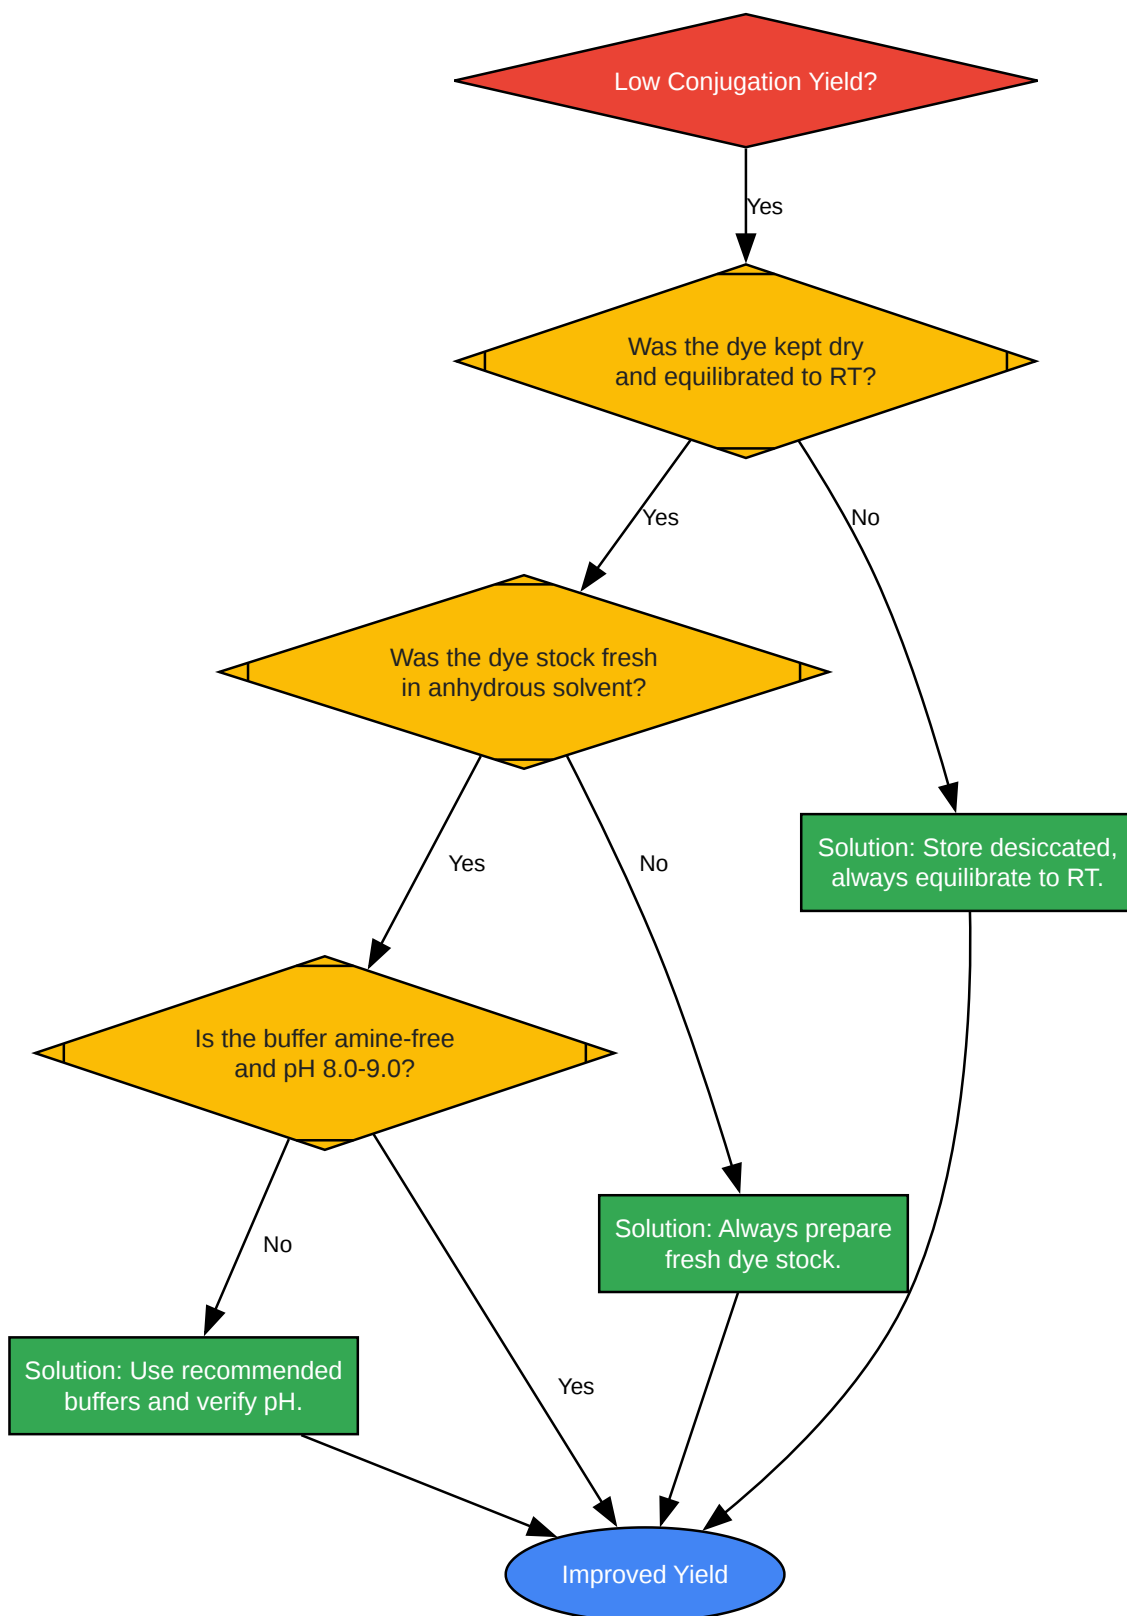 Low Conjugation Yield?
Yes
Was the dye kept dry
and equilibrated to RT?
Yes
No
Was the dye stock fresh
in anhydrous solvent?
Solution: Store desiccated,
always equilibrate to RT.
Yes
No
Is the buffer amine-free
and pH 8.0-9.0?
Solution: Always prepare
fresh dye stock.
No
Yes
Solution: Use recommended
buffers and verify pH.
Improved Yield